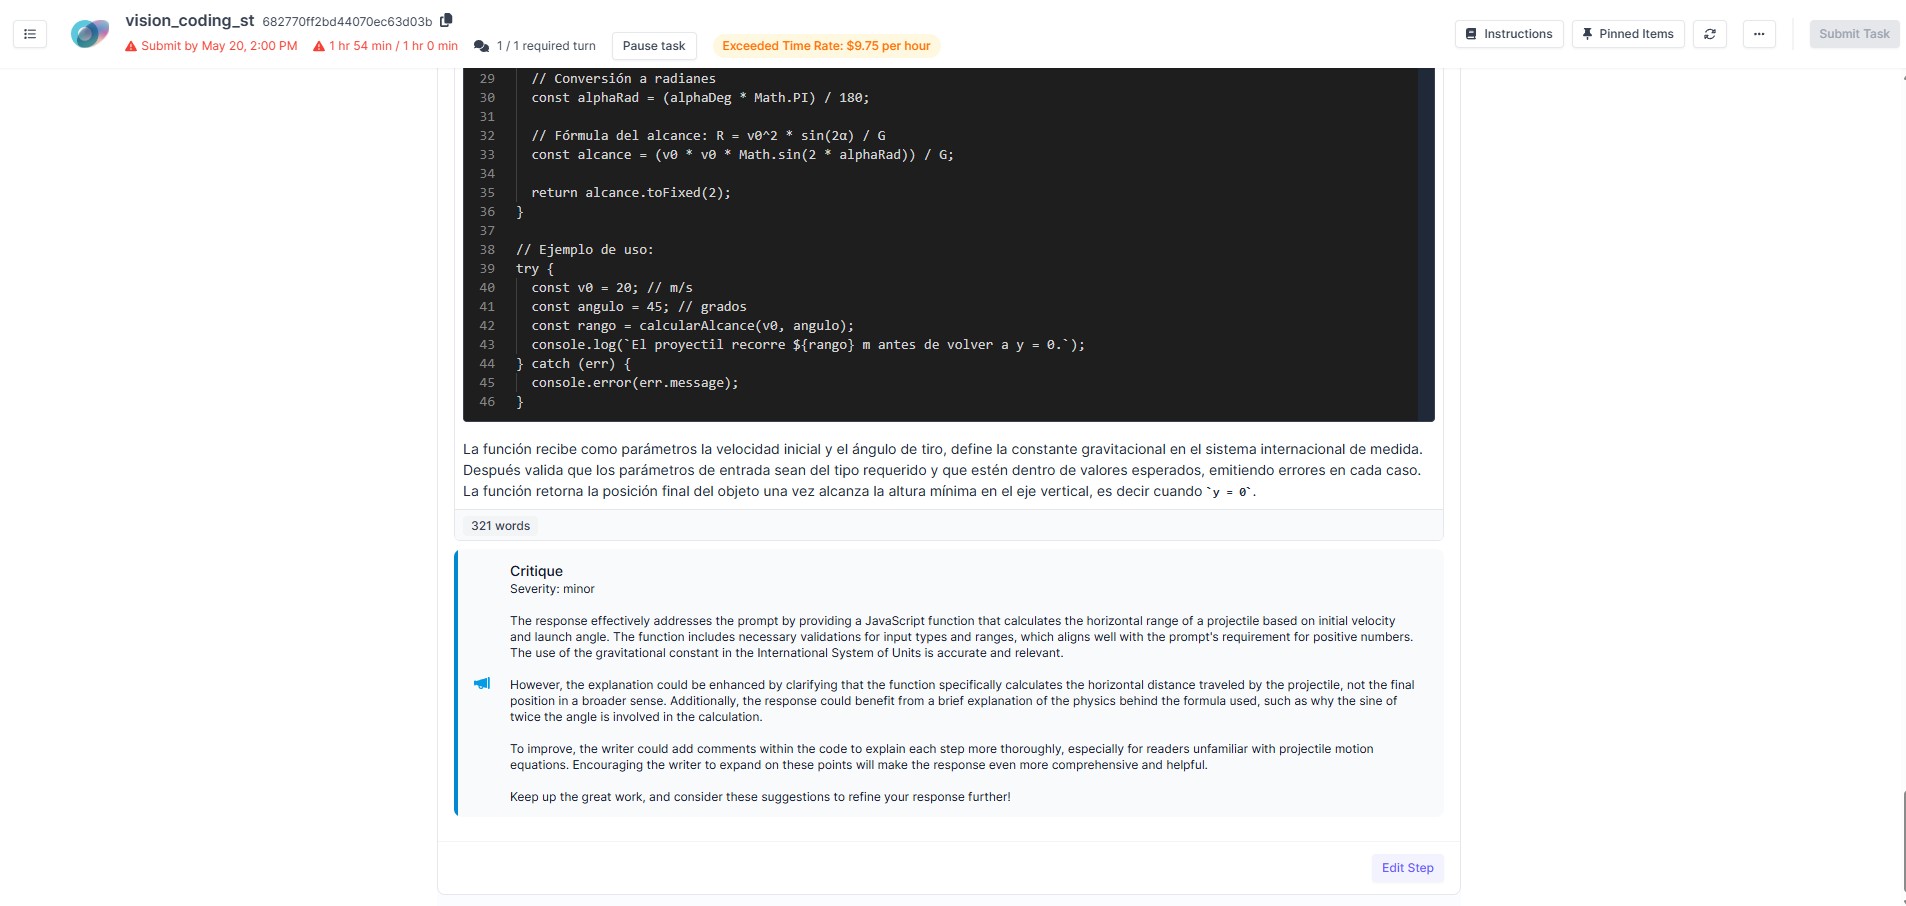 vision_coding_st 682770ff2bd44070ec63d03b
Submit by May 20, 2:00 PM 1 hr 54 min / 1 hr 0 min 1 / 1 required turn Pause task Exceeded Time Rate: $9.75 per hour
Instructions Pinned Items Submit Task
29 // Conversión a radianes
30 const alphaRad = (alphaDeg * Math.PI) / 180;
31
32 // Fórmula del alcance: R = v0^2 * sin(2α) / G
33 const alcance = (v0 * v0 * Math.sin(2 * alphaRad)) / G;
34
35 return alcance.toFixed(2);
36 }
37
38 // Ejemplo de uso:
39 try {
40 const v0 = 20; // m/s
41 const angulo = 45; // grados
42 const rango = calcularAlcance(v0, angulo);
43 console.log(`El proyectil recorre ${rango} m antes de volver a y = 0.`);
44 } catch (err) {
45 console.error(err.message);
46 }
La función recibe como parámetros la velocidad inicial y el ángulo de tiro, define la constante gravitacional en el sistema internacional de medida.
Después valida que los parámetros de entrada sean del tipo requerido y que estén dentro de valores esperados, emitiendo errores en cada caso.
La función retorna la posición final del objeto una vez alcanza la altura mínima en el eje vertical, es decir cuando `y = 0`.
321 words
Critique
Severity: minor
The response effectively addresses the prompt by providing a JavaScript function that calculates the horizontal range of a projectile based on initial velocity
and launch angle. The function includes necessary validations for input types and ranges, which aligns well with the prompt's requirement for positive numbers.
The use of the gravitational constant in the International System of Units is accurate and relevant.
However, the explanation could be enhanced by clarifying that the function specifically calculates the horizontal distance traveled by the projectile, not the final
position in a broader sense. Additionally, the response could benefit from a brief explanation of the physics behind the formula used, such as why the sine of
twice the angle is involved in the calculation.
To improve, the writer could add comments within the code to explain each step more thoroughly, especially for readers unfamiliar with projectile motion
equations. Encouraging the writer to expand on these points will make the response even more comprehensive and helpful.
Keep up the great work, and consider these suggestions to refine your response further!
Edit Step